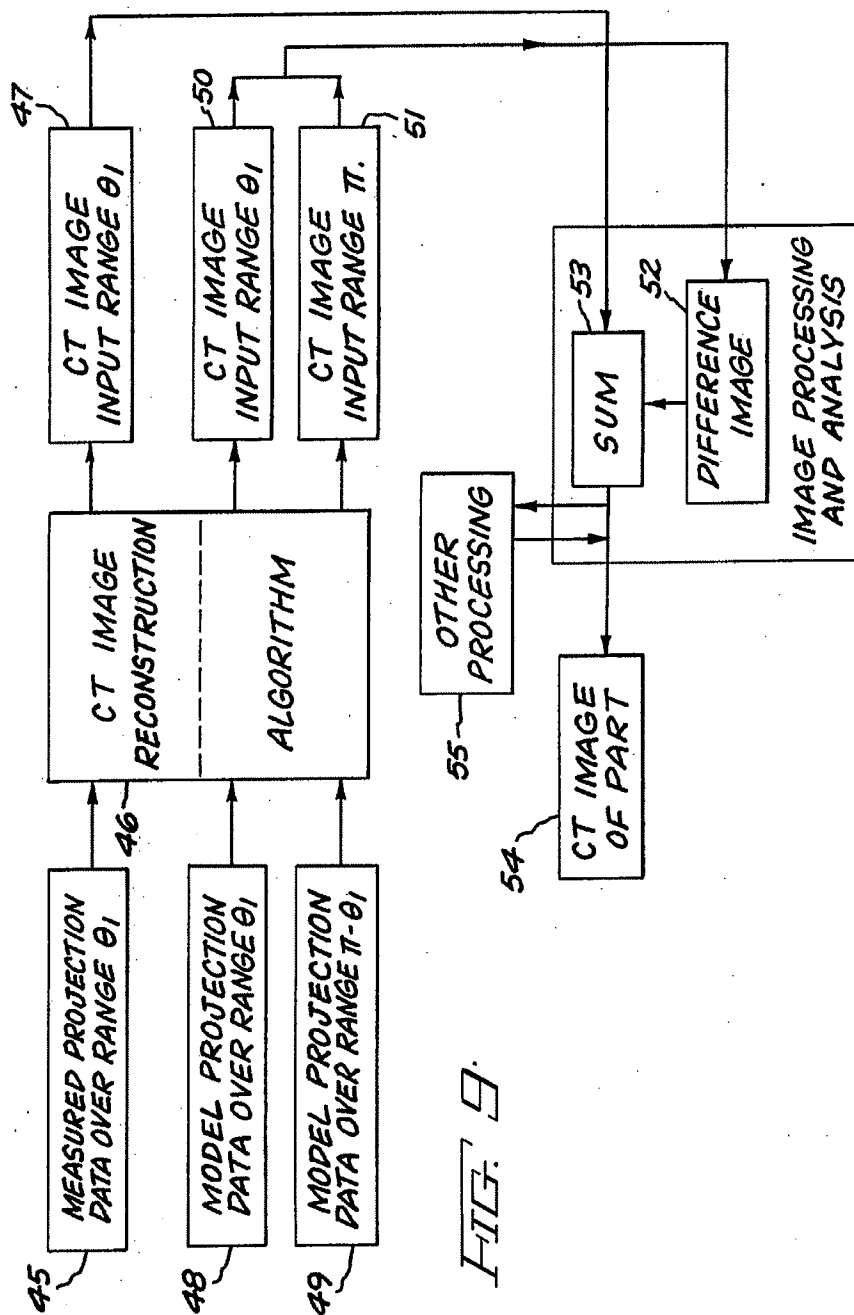 45
MEASURED PROJECTION
DATA OVER RANGE θ1
48
MODEL PROJECTION
DATA OVER RANGE θ1
49
MODEL PROJECTION
DATA OVER RANGE π-θ1
46
CT IMAGE
RECONSTRUCTION
ALGORITHM
47
CT IMAGE
INPUT RANGE θ1
50
CT IMAGE
INPUT RANGE θ1
51
CT IMAGE
INPUT RANGE π.
54
CT IMAGE
OF PART
55
OTHER
PROCESSING
53
SUM
52
DIFFERENCE
IMAGE
IMAGE PROCESSING
AND ANALYSIS
FIG. 9.